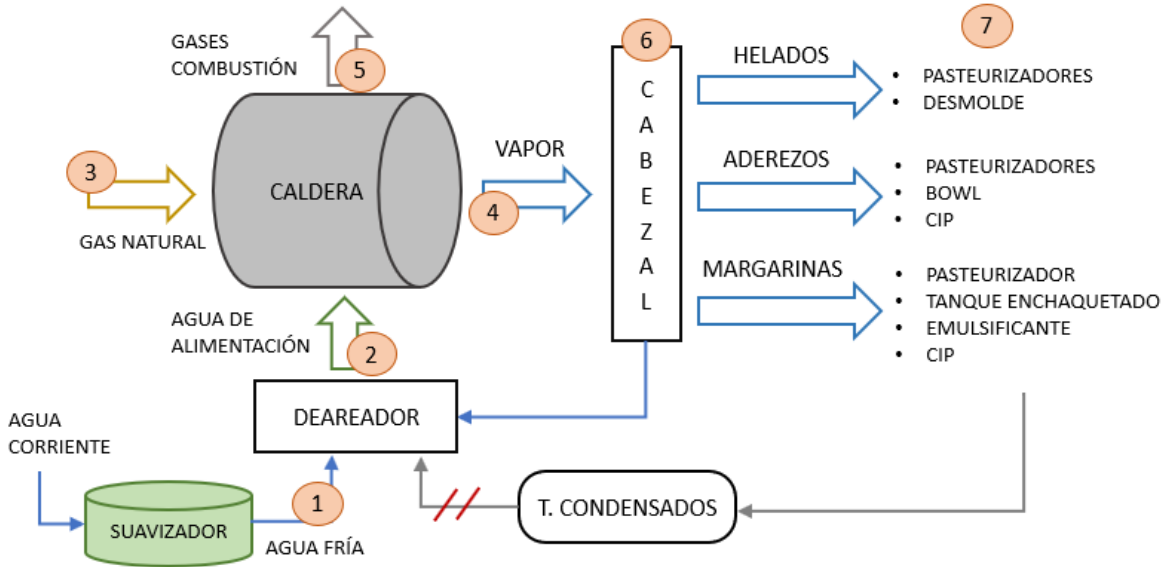 GASES
COMBUSTIÓN
5
6
7
HELADOS
• PASTEURIZADORES
• DESMOLDE
3
GAS NATURAL
CALDERA
VAPOR
4
C
A
B
E
Z
A
L
ADEREZOS
• PASTEURIZADORES
• BOWL
• CIP
MARGARINAS
• PASTEURIZADOR
• TANQUE ENCHAQUETADO
• EMULSIFICANTE
• CIP
AGUA DE
ALIMENTACIÓN
2
DEAREADOR
AGUA
CORRIENTE
SUAVIZADOR
1
AGUA FRÍA
T. CONDENSADOS